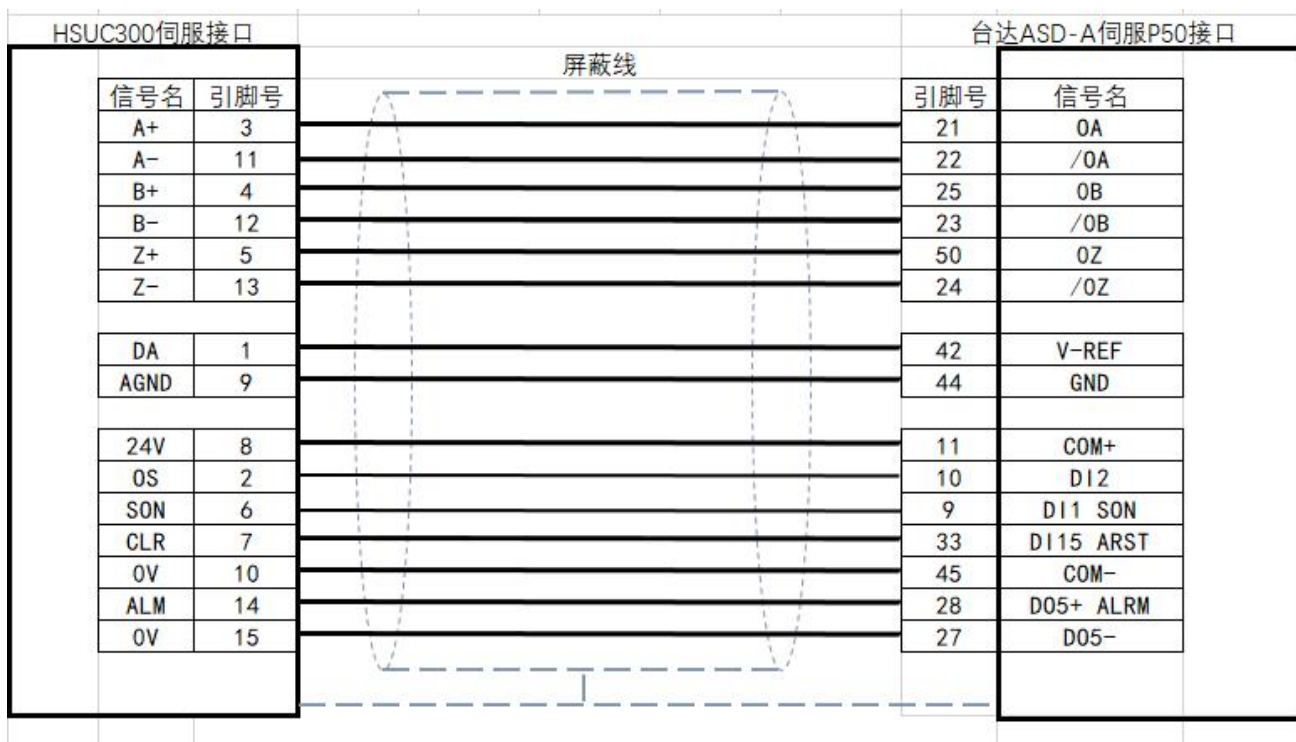 HSUC300伺服接口 台达ASD-A伺服P50接口
屏蔽线
信号名 引脚号 引脚号 信号名
A+ 3 21 OA
A- 11 22 /OA
B+ 4 25 OB
B- 12 23 /OB
Z+ 5 50 OZ
Z- 13 24 /OZ
DA 1 42 V-REF
AGND 9 44 GND
24V 8 11 COM+
OS 2 10 DI2
SON 6 9 DI1 SON
CLR 7 33 DI15 ARST
0V 10 45 COM-
ALM 14 28 DO5+ ALRM
0V 15 27 DO5-